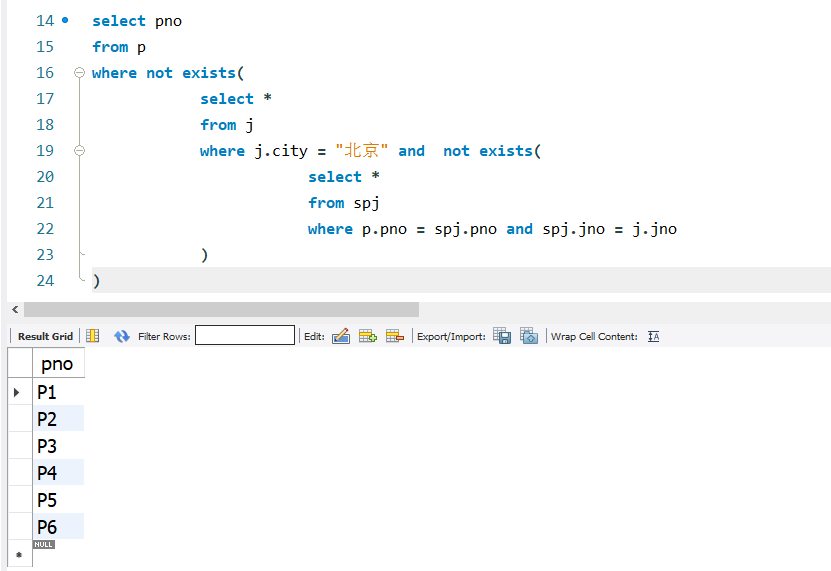 14 select pno
15 from p
16 where not exists(
17 select *
18 from j
19 where j.city = "北京" and not exists(
20 select *
21 from spj
22 where p.pno = spj.pno and spj.jno = j.jno
23 )
24 )
Result Grid Filter Rows: Edit: Export/Import: Wrap Cell Content: IA
pno
P1
P2
P3
P4
P5
P6
NULL